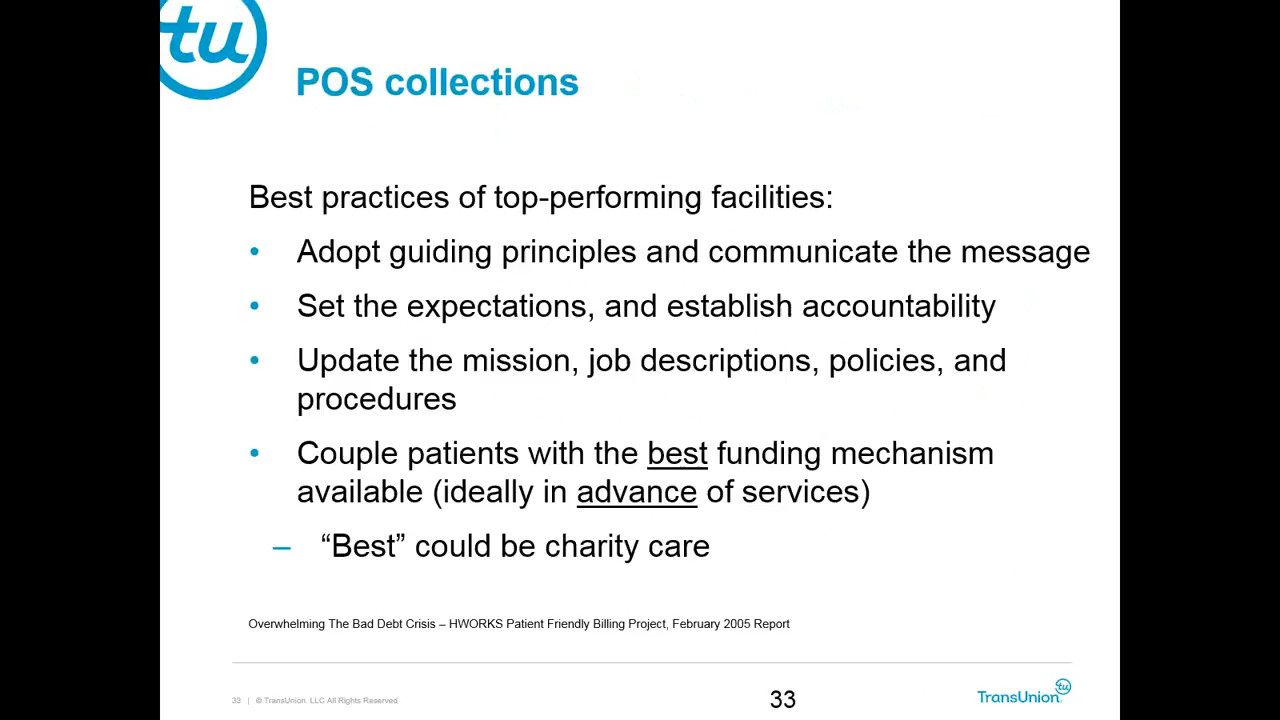 tu
POS collections
Best practices of top-performing facilities:
• Adopt guiding principles and communicate the message
• Set the expectations, and establish accountability
• Update the mission, job descriptions, policies, and
procedures
• Couple patients with the best funding mechanism
available (ideally in advance of services)
– “Best” could be charity care
Overwhelming The Bad Debt Crisis – HWORKS Patient Friendly Billing Project, February 2005 Report
33 | © TransUnion. LLC All Rights Reserved
33
TransUnion
tu